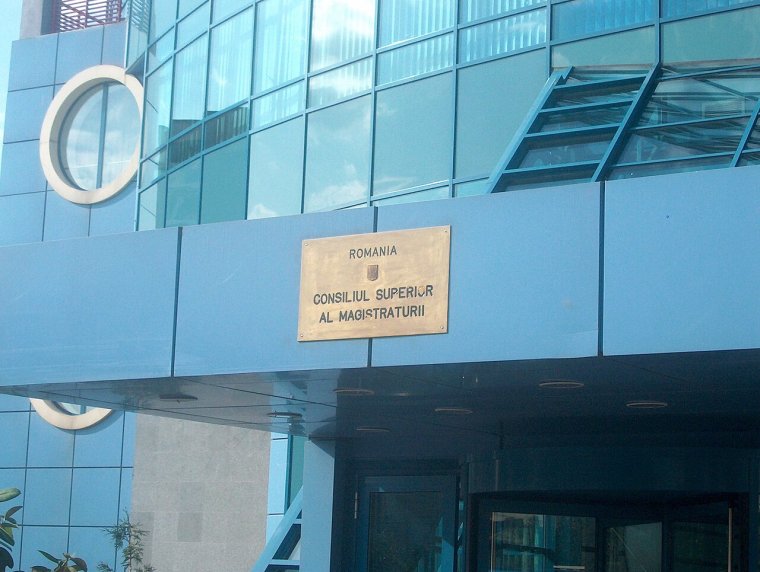 ROMANIA
CONSILIUL SUPERIOR
AL MAGISTRATURII